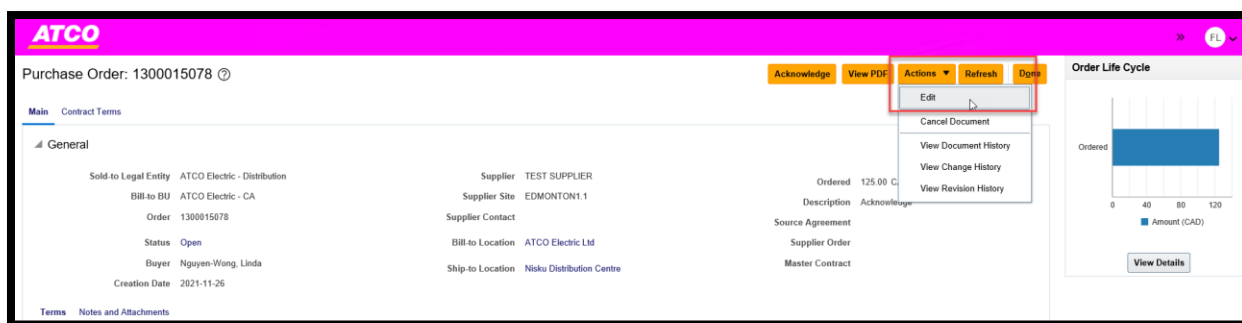 ATCO
» FL
Purchase Order: 1300015078
Acknowledge View PDF Actions Refresh Done
Order Life Cycle
Main Contract Terms
Edit
Cancel Document
View Document History
View Change History
View Revision History
General
Sold-to Legal Entity ATCO Electric - Distribution
Bill-to BU ATCO Electric - CA
Order 1300015078
Status Open
Buyer Nguyen-Wong, Linda
Creation Date 2021-11-26
Supplier TEST SUPPLIER
Supplier Site EDMONTON1.1
Supplier Contact
Bill-to Location ATCO Electric Ltd
Ship-to Location Nisku Distribution Centre
Ordered 125.00 C
Description Acknowledge
Source Agreement
Supplier Order
Master Contract
Ordered
0 40 80 120
Amount (CAD)
View Details
Terms Notes and Attachments